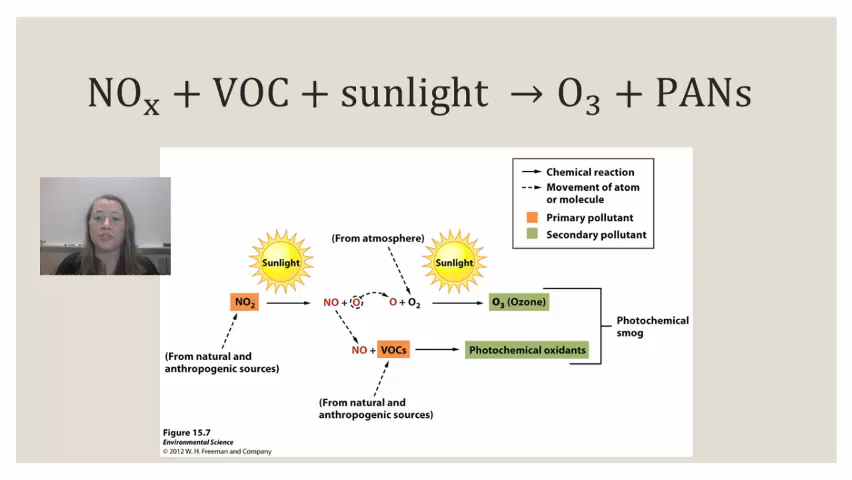 NOₓ + VOC + sunlight → O₃ + PANs
Chemical reaction
Movement of atom
or molecule
Primary pollutant
Secondary pollutant
(From atmosphere)
Sunlight
Sunlight
NO₂
NO + O
O + O₂
O₃ (Ozone)
Photochemical
smog
NO + VOCs
Photochemical oxidants
(From natural and
anthropogenic sources)
(From natural and
anthropogenic sources)
Figure 15.7
Environmental Science
© 2012 W. H. Freeman and Company